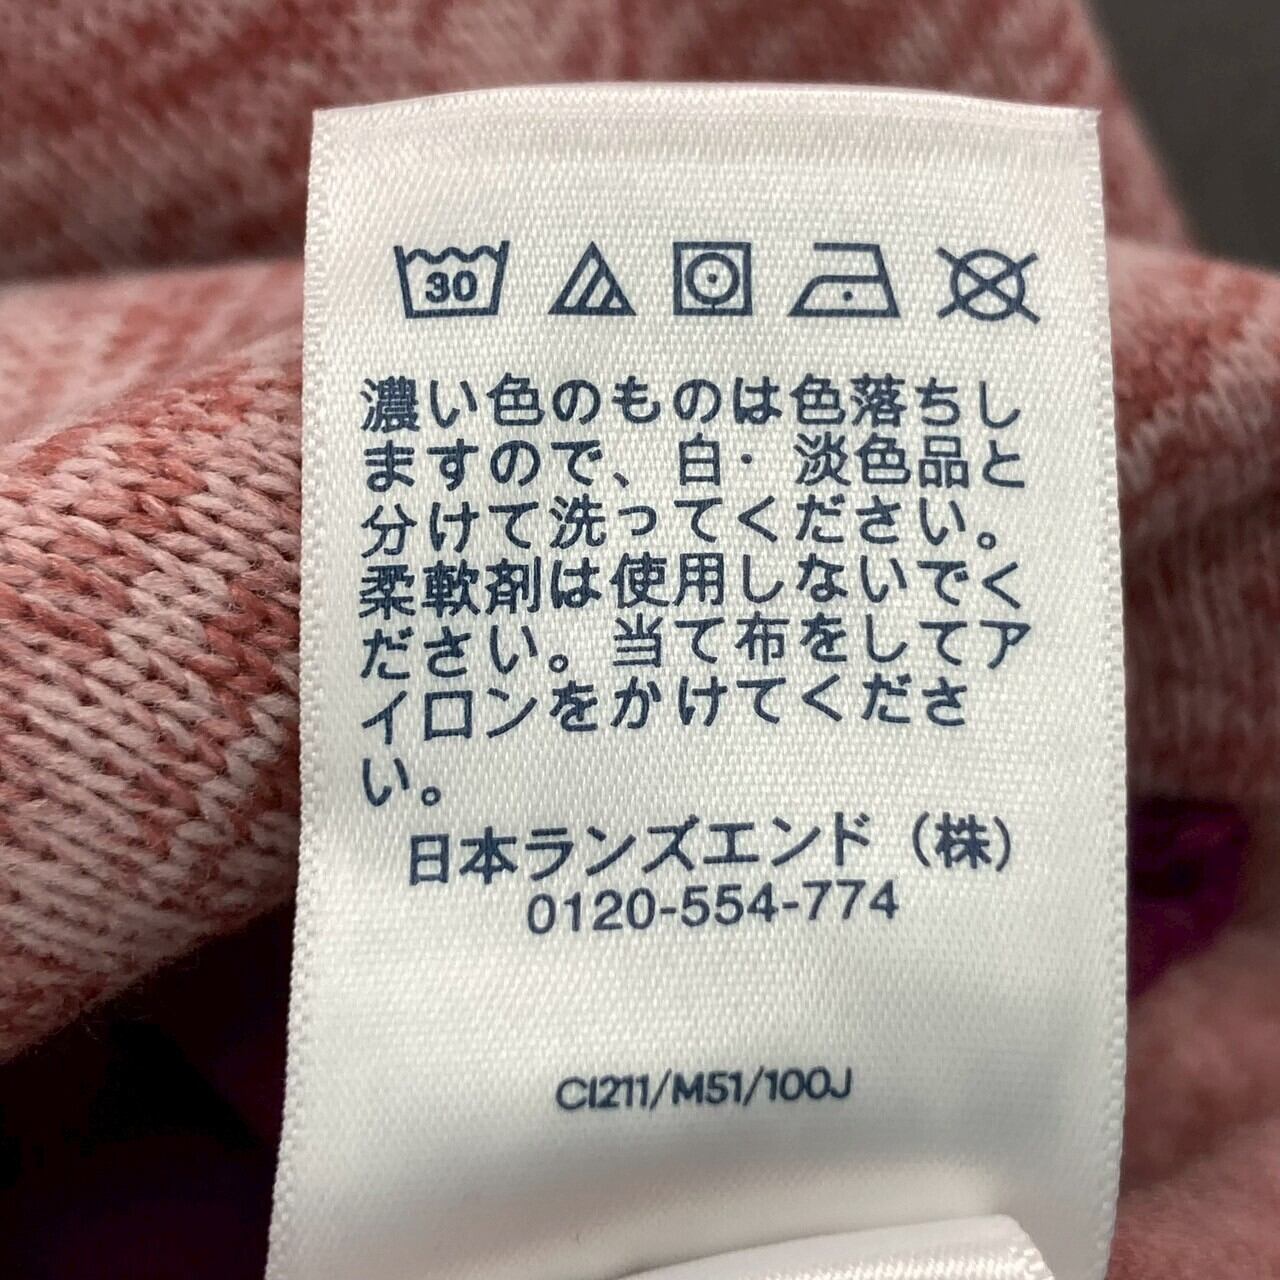 30
濃い色のものは色落ちし
ますので、白・淡色品と
分けて洗ってください。
柔軟剤は使用しないでく
ださい。当て布をしてア
イロンをかけてくださ
い。
日本ランズエンド（株）
0120-554-774
CI211/M51/100J